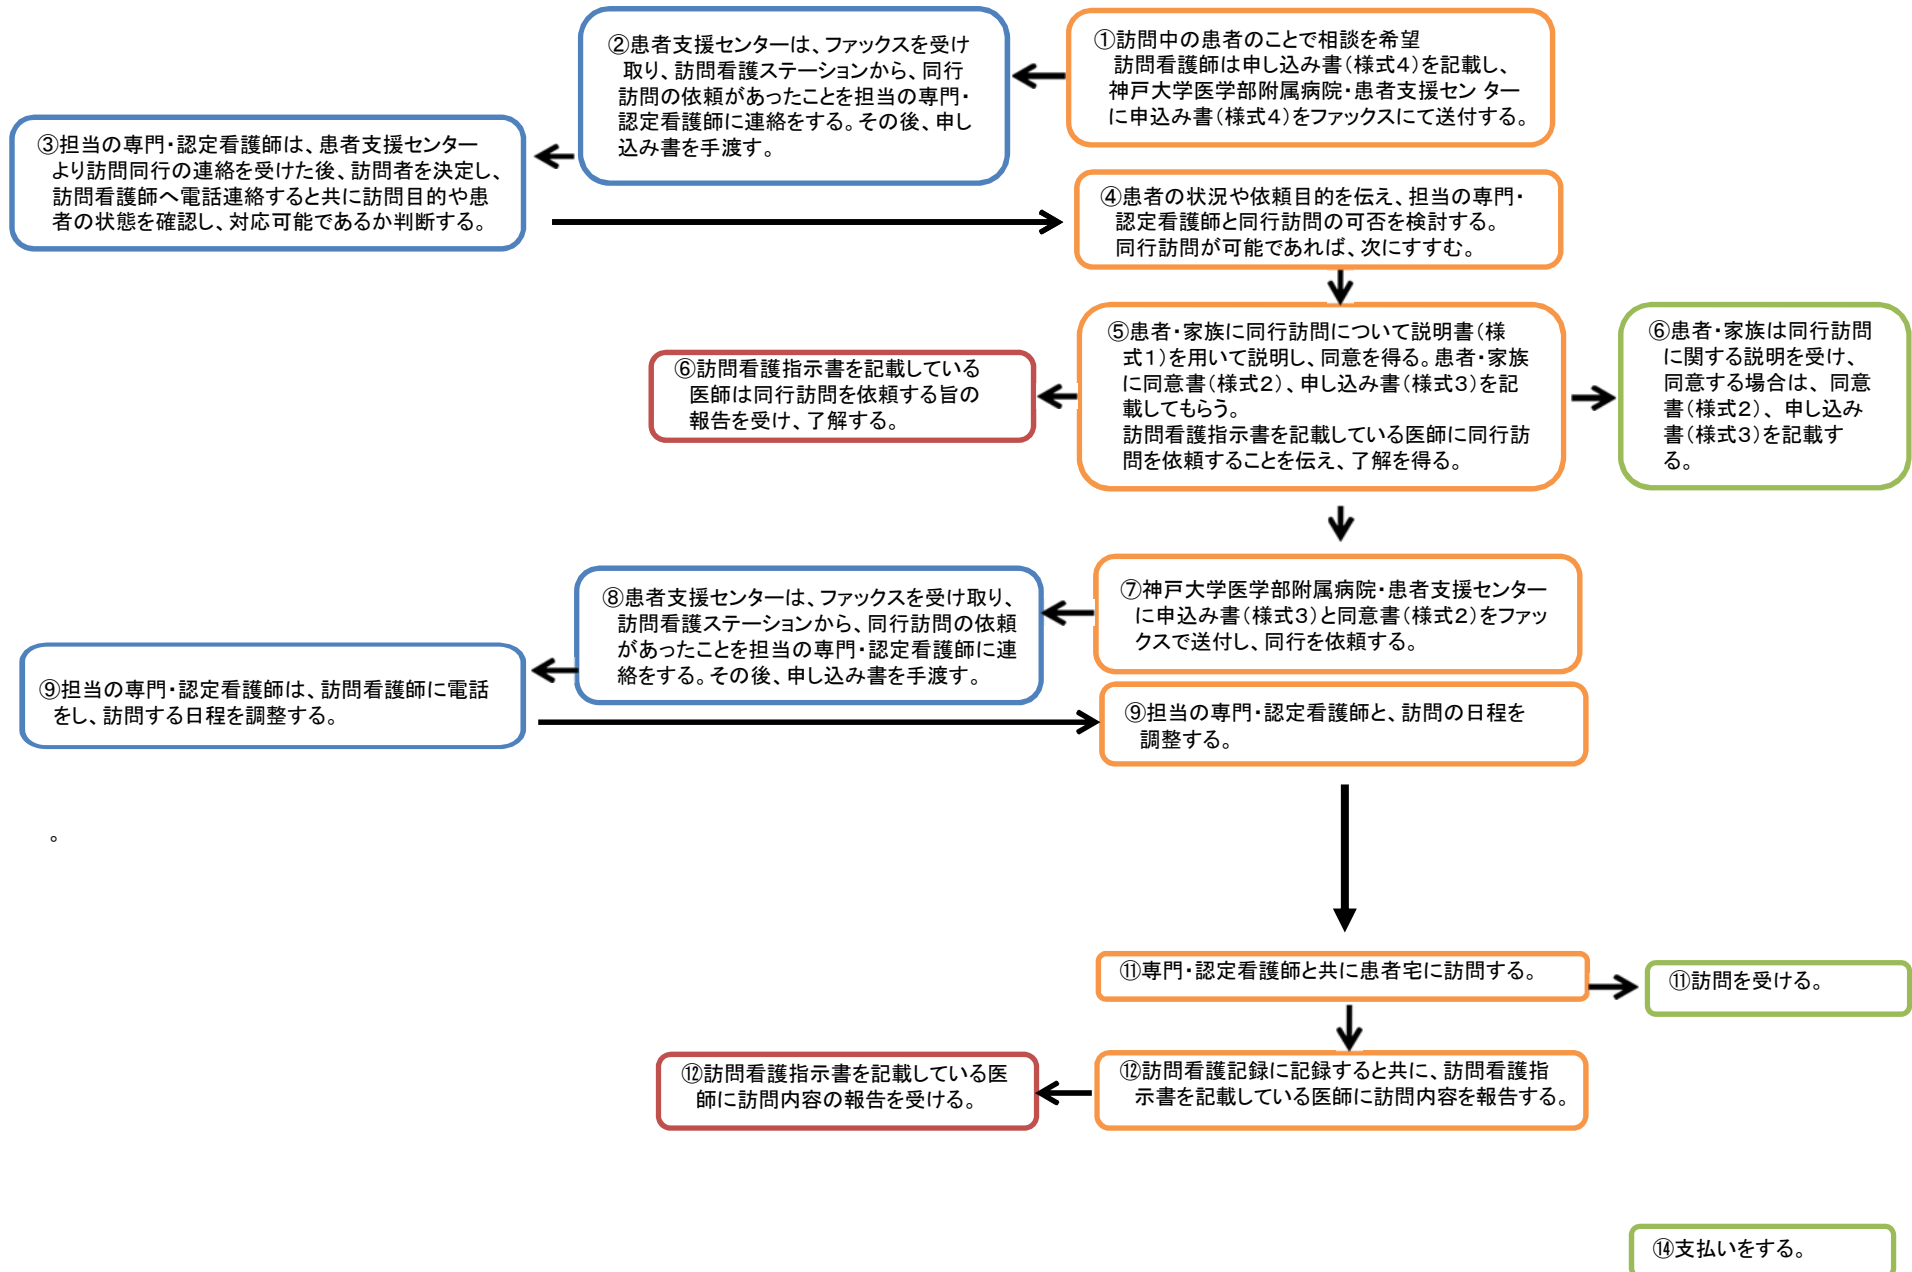 ①訪問中の患者のことで相談を希望
訪問看護師は申し込み書(様式4)を記載し、
神戸大学医学部附属病院・患者支援セン ター
に申込み書(様式4)をファックスにて送付する。
②患者支援センターは、ファックスを受け
取り、訪問看護ステーションから、同行
訪問の依頼があったことを担当の専門・
認定看護師に連絡をする。その後、申し
込み書を手渡す。
③担当の専門・認定看護師は、患者支援センター
より訪問同行の連絡を受けた後、訪問者を決定し、
訪問看護師へ電話連絡すると共に訪問目的や患
者の状態を確認し、対応可能であるか判断する。
④患者の状況や依頼目的を伝え、担当の専門・
認定看護師と同行訪問の可否を検討する。
同行訪問が可能であれば、次にすすむ。
⑤患者・家族に同行訪問について説明書(様
式1)を用いて説明し、同意を得る。患者・家族
に同意書(様式2)、申し込み書(様式3)を記
載してもらう。
訪問看護指示書を記載している医師に同行訪
問を依頼することを伝え、了解を得る。
⑥訪問看護指示書を記載している
医師は同行訪問を依頼する旨の
報告を受け、了解する。
⑥患者・家族は同行訪問
に関する説明を受け、
同意する場合は、同意
書(様式2)、申し込み
書(様式3)を記載す
る。
⑦神戸大学医学部附属病院・患者支援センター
に申込み書(様式3)と同意書(様式2)をファッ
クスで送付し、同行を依頼する。
⑧患者支援センターは、ファックスを受け取り、
訪問看護ステーションから、同行訪問の依頼
があったことを担当の専門・認定看護師に連
絡をする。その後、申し込み書を手渡す。
⑨担当の専門・認定看護師は、訪問看護師に電話
をし、訪問する日程を調整する。
⑨担当の専門・認定看護師と、訪問の日程を
調整する。
。
⑪専門・認定看護師と共に患者宅に訪問する。
⑪訪問を受ける。
⑫訪問看護記録に記録すると共に、訪問看護指
示書を記載している医師に訪問内容を報告する。
⑫訪問看護指示書を記載している医
師に訪問内容の報告を受ける。
⑭支払いをする。